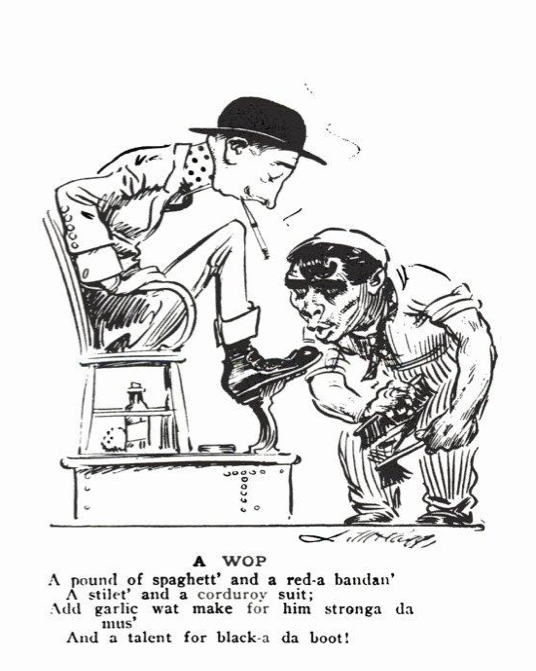 A WOP
A pound of spaghett' and a red-a bandan'
A stilet' and a corduroy suit;
Add garlic wat make for him stronga da
mus'
And a talent for black-a da boot!